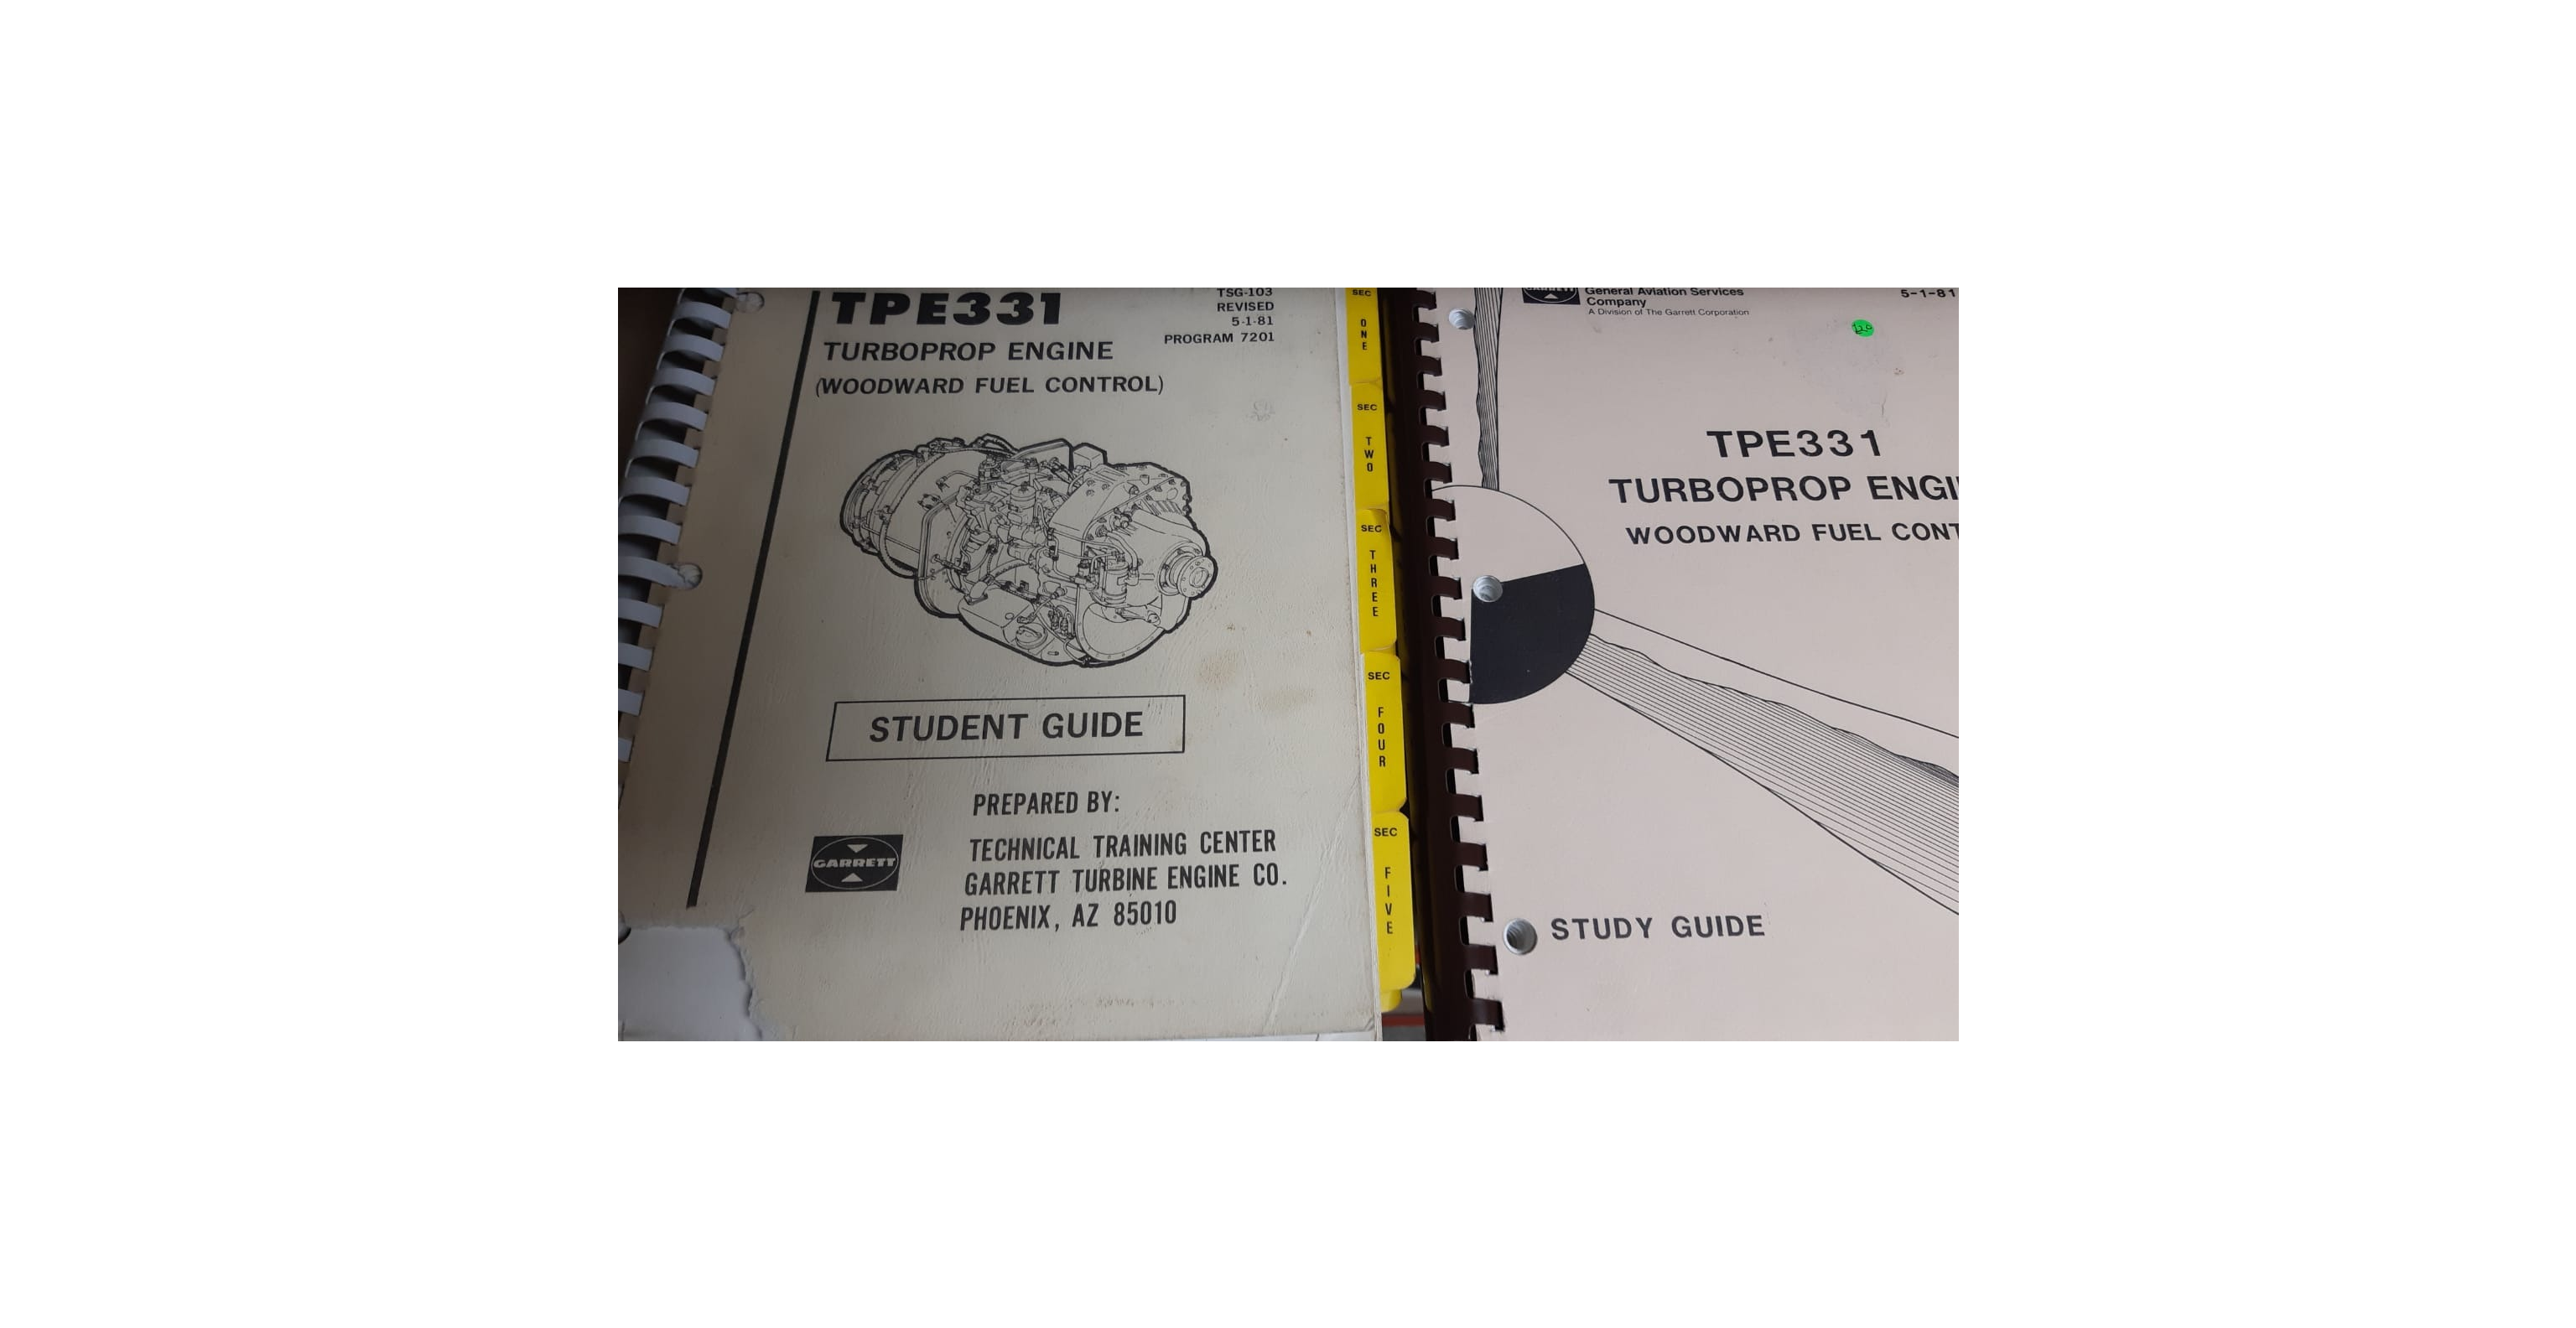 TPE331
TSG-103
REVISED
5-1-81
PROGRAM 7201
TURBOPROP ENGINE
(WOODWARD FUEL CONTROL)
STUDENT GUIDE
PREPARED BY:
GARRETT
TECHNICAL TRAINING CENTER
GARRETT TURBINE ENGINE CO.
PHOENIX, AZ 85010
SEC
ONE
SEC
TWO
SEC
THREE
SEC
FOUR
SEC
FIVE
General Aviation Services
Company
A Division of The Garrett Corporation
5-1-81
TPE331
TURBOPROP ENGI
WOODWARD FUEL CONT
STUDY GUIDE